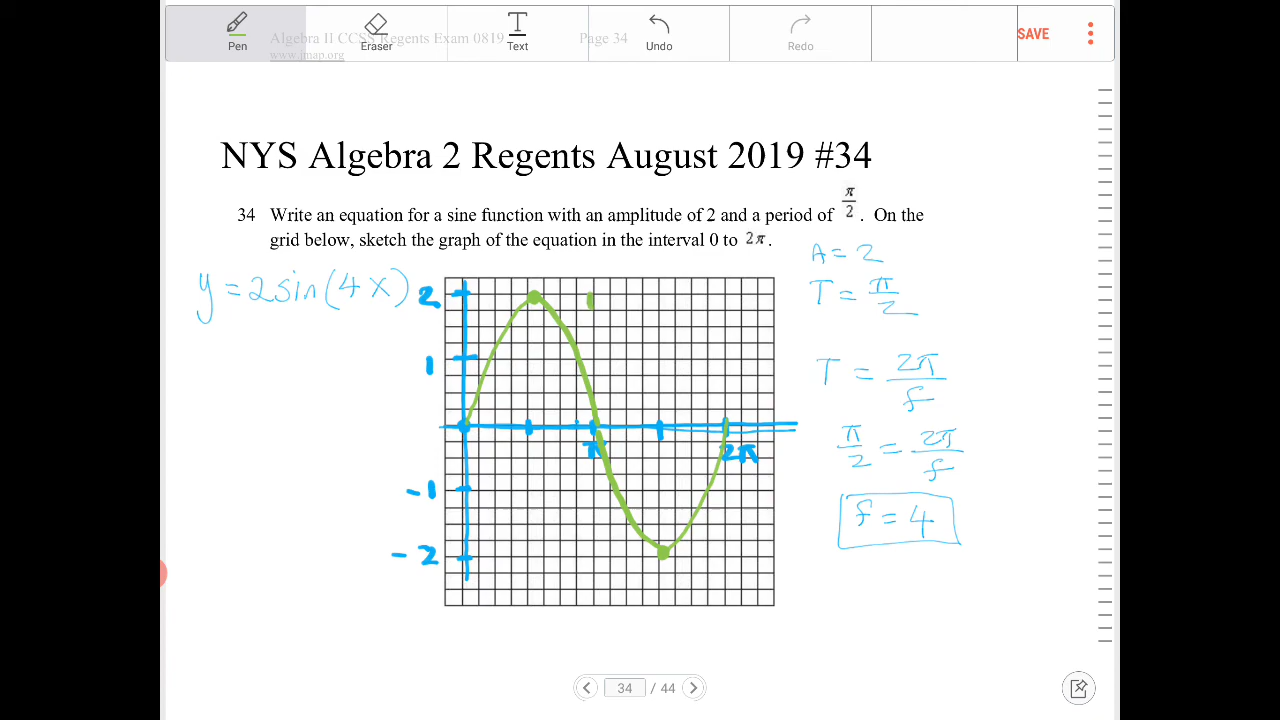 Pen
Eraser
Text
Undo
Redo
SAVE
Algebra II CCSS Regents Exam 0819 Page 34
www.jmap.org
NYS Algebra 2 Regents August 2019 #34
34 Write an equation for a sine function with an amplitude of 2 and a period of π/2. On the
grid below, sketch the graph of the equation in the interval 0 to 2π.
y = 2sin(4x)
A = 2
T = π/2
T = 2π/f
π/2 = 2π/f
f = 4
2
1
π
2π
-1
-2
34 / 44